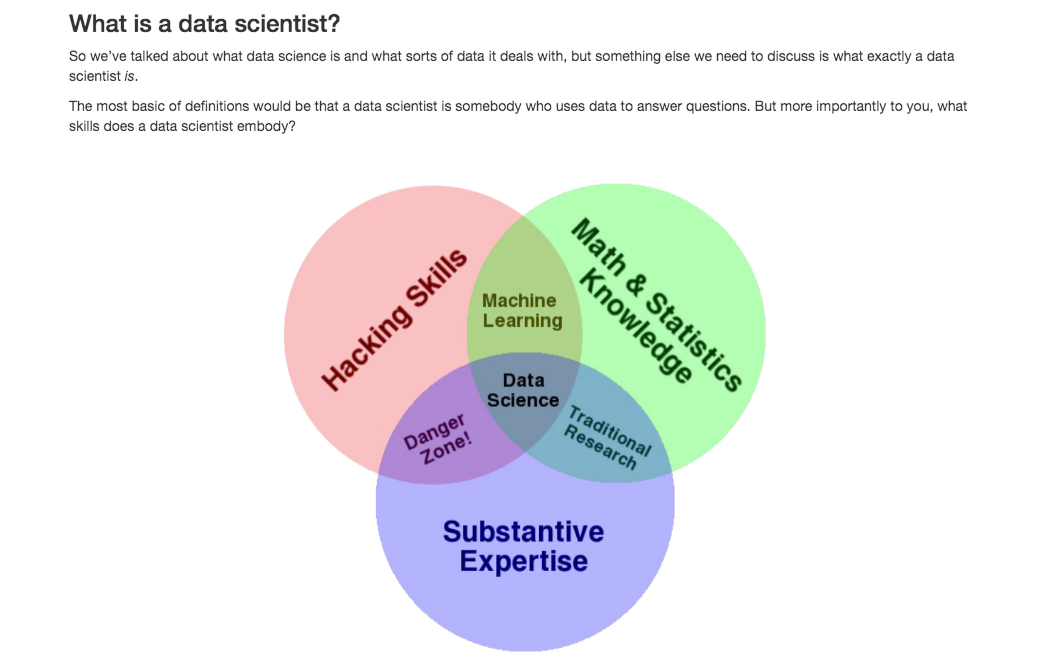 What is a data scientist?
So we've talked about what data science is and what sorts of data it deals with, but something else we need to discuss is what exactly a data
scientist is.
The most basic of definitions would be that a data scientist is somebody who uses data to answer questions. But more importantly to you, what
skills does a data scientist embody?
Hacking Skills
Math & Statistics
Knowledge
Machine
Learning
Data
Science
Danger
Zone!
Traditional
Research
Substantive
Expertise